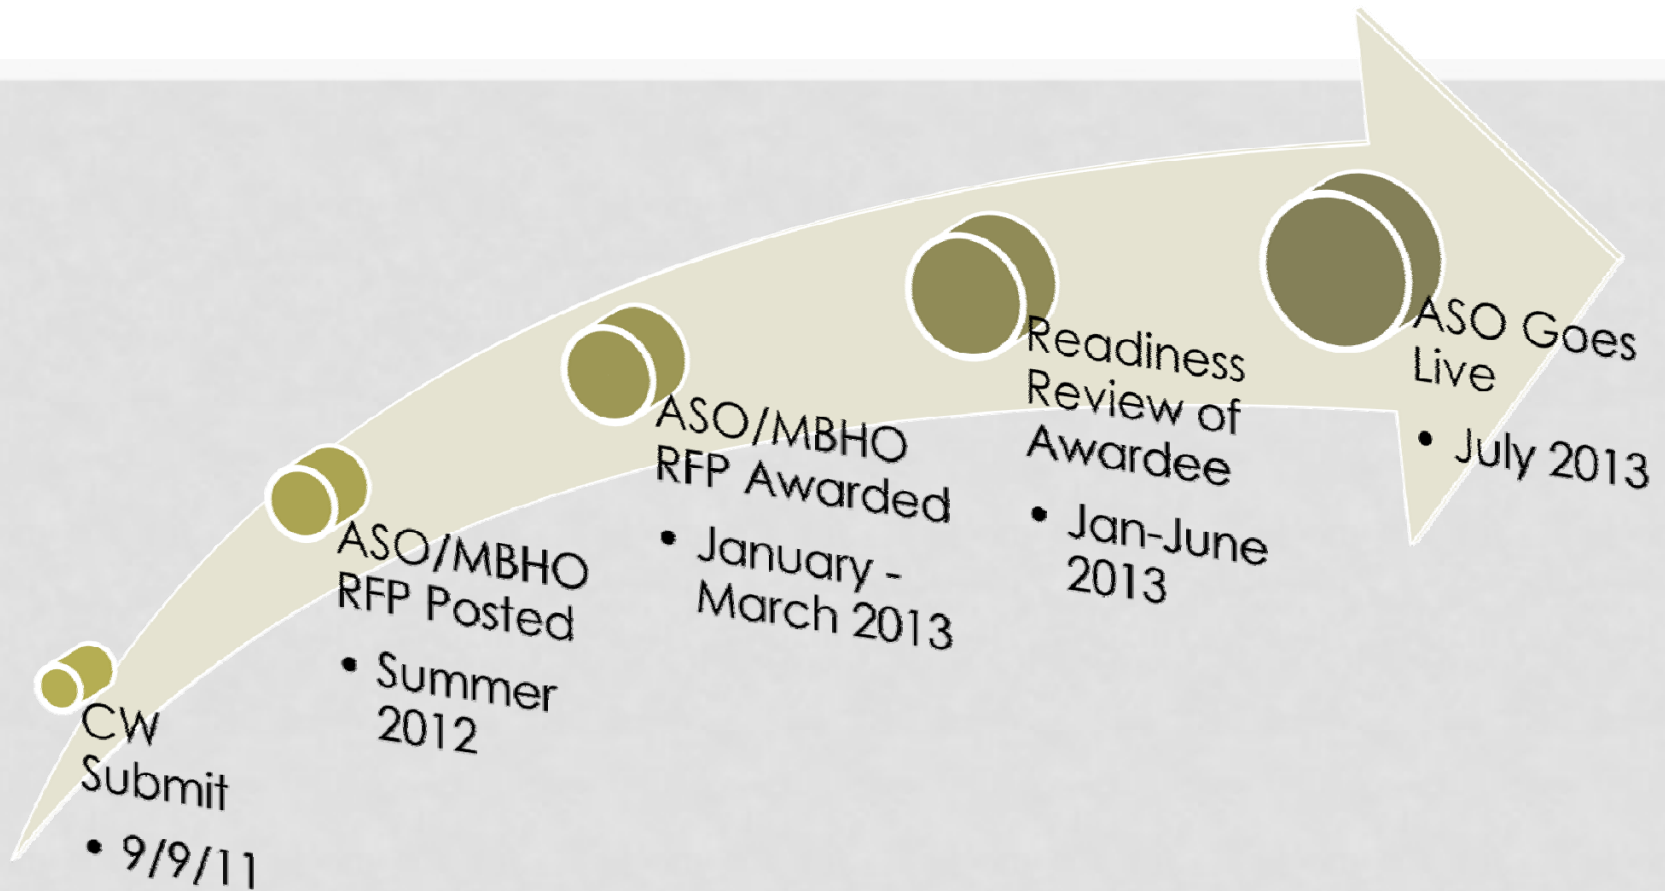 CW
Submit
• 9/9/11
ASO/MBHO
RFP Posted
• Summer
2012
ASO/MBHO
RFP Awarded
• January -
March 2013
Readiness
Review of
Awardee
• Jan-June
2013
ASO Goes
Live
• July 2013